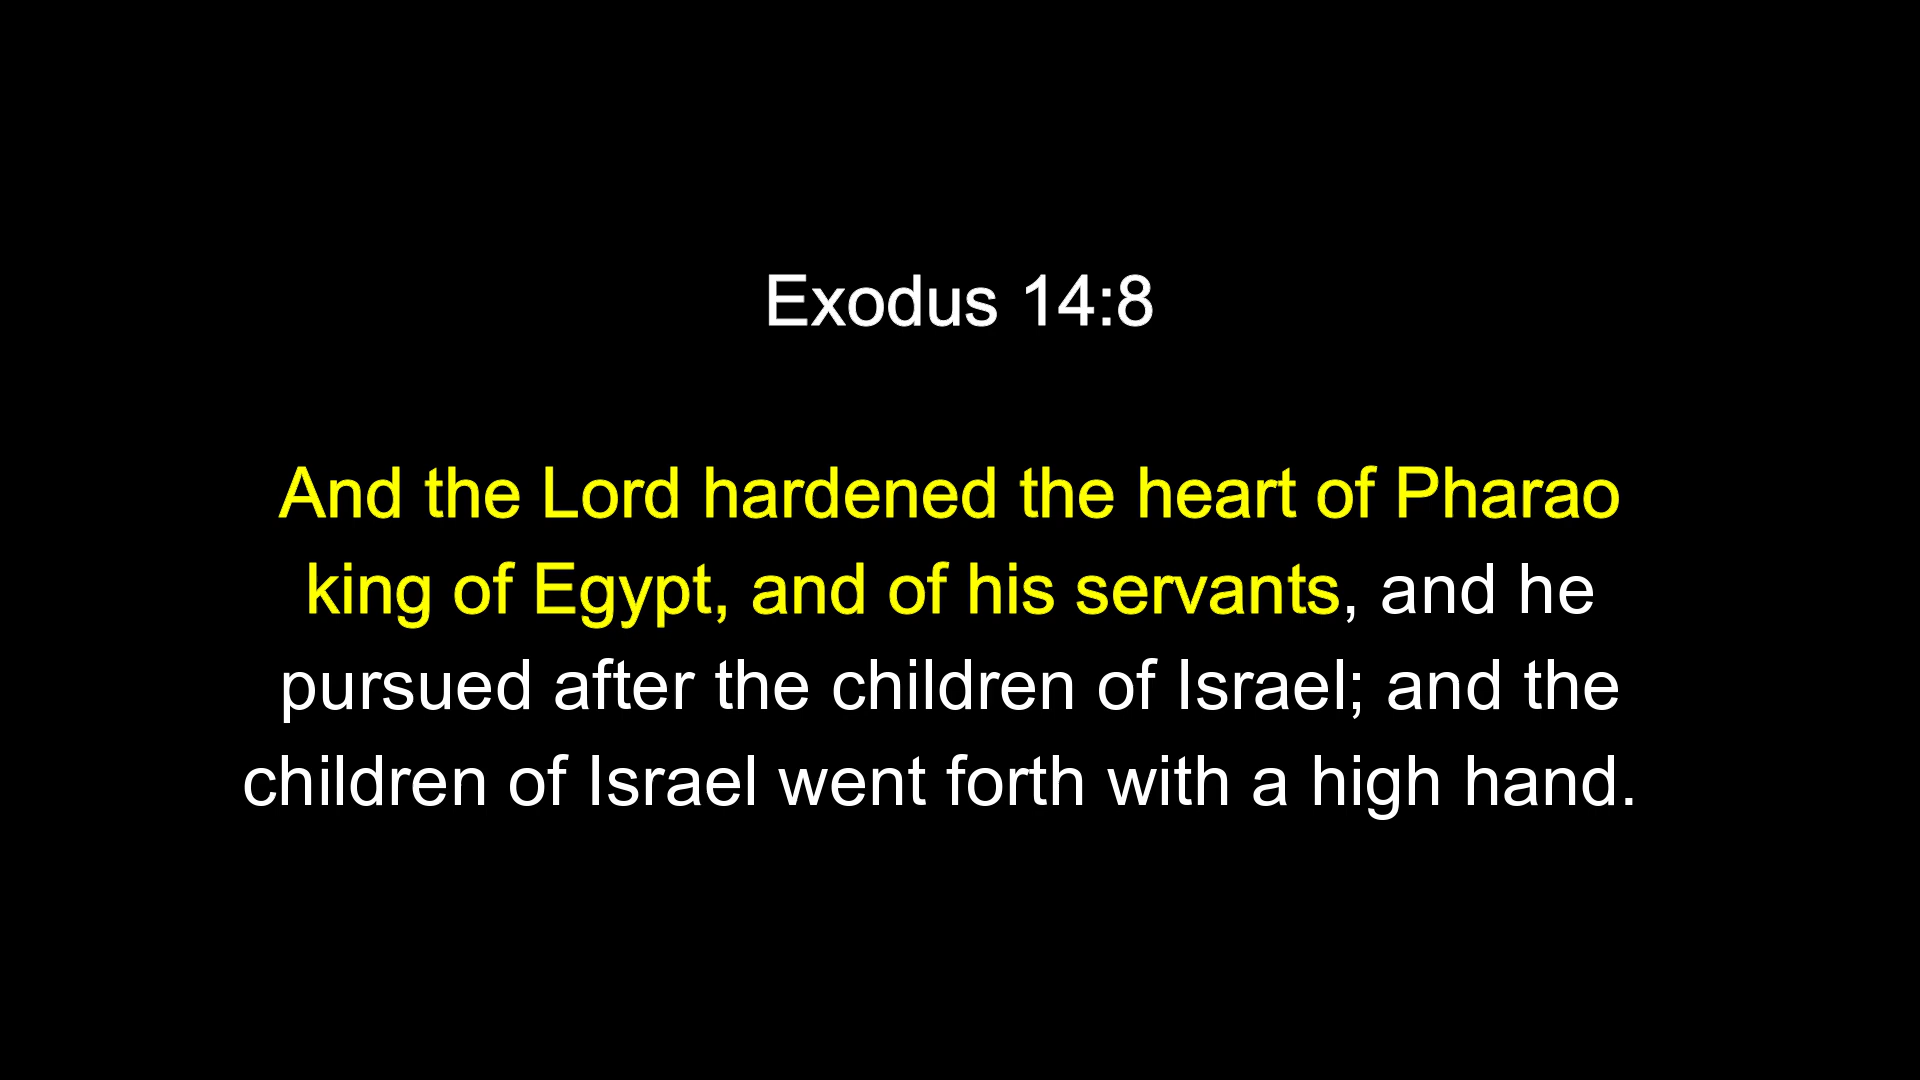 Exodus 14:8
And the Lord hardened the heart of Pharao
king of Egypt, and of his servants, and he
pursued after the children of Israel; and the
children of Israel went forth with a high hand.